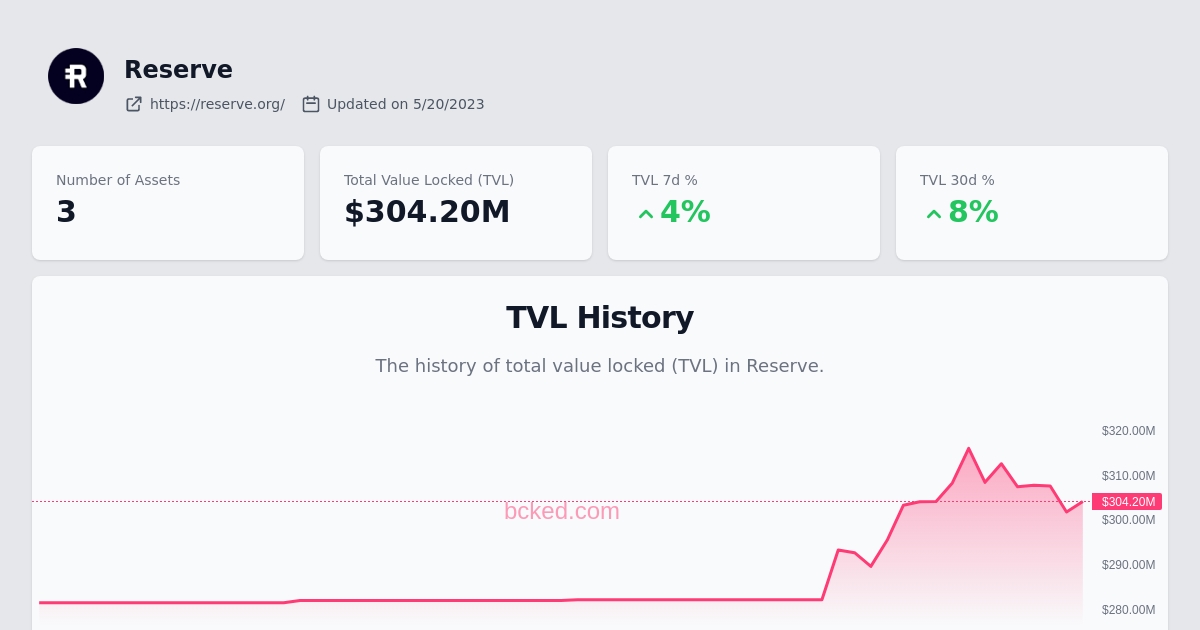 Reserve
https://reserve.org/ Updated on 5/20/2023
Number of Assets
3
Total Value Locked (TVL)
$304.20M
TVL 7d %
4%
TVL 30d %
8%
TVL History
The history of total value locked (TVL) in Reserve.
$320.00M
$310.00M
$304.20M
bcked.com
$300.00M
$290.00M
$280.00M